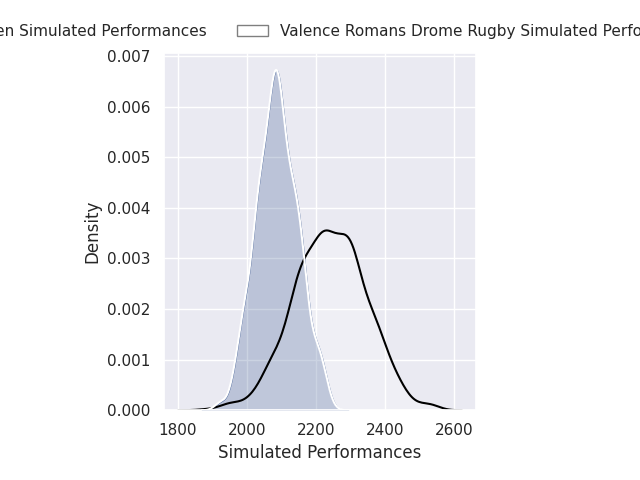 en Simulated Performances
Valence Romans Drome Rugby Simulated Perfo
0.007
0.006
0.005
0.004
0.003
0.002
0.001
0.000
Density
1800 2000 2200 2400 2600
Simulated Performances